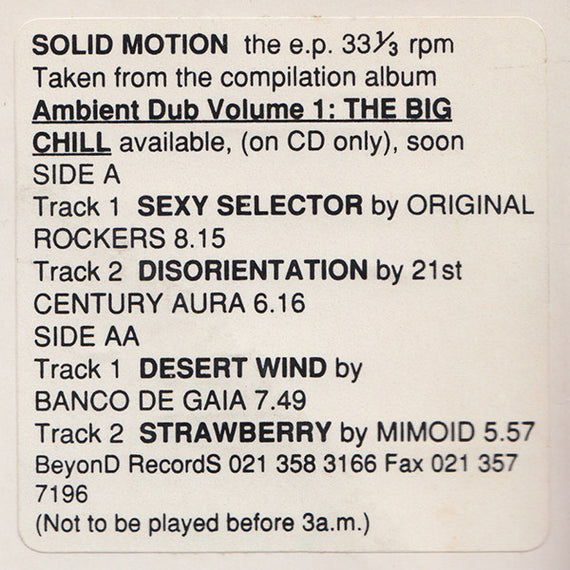 SOLID MOTION the e.p. 33⅓ rpm
Taken from the compilation album
Ambient Dub Volume 1: THE BIG
CHILL available, (on CD only), soon
SIDE A
Track 1 SEXY SELECTOR by ORIGINAL
ROCKERS 8.15
Track 2 DISORIENTATION by 21st
CENTURY AURA 6.16
SIDE AA
Track 1 DESERT WIND by
BANCO DE GAIA 7.49
Track 2 STRAWBERRY by MIMOID 5.57
BeyonD RecordS 021 358 3166 Fax 021 357
7196
(Not to be played before 3a.m.)